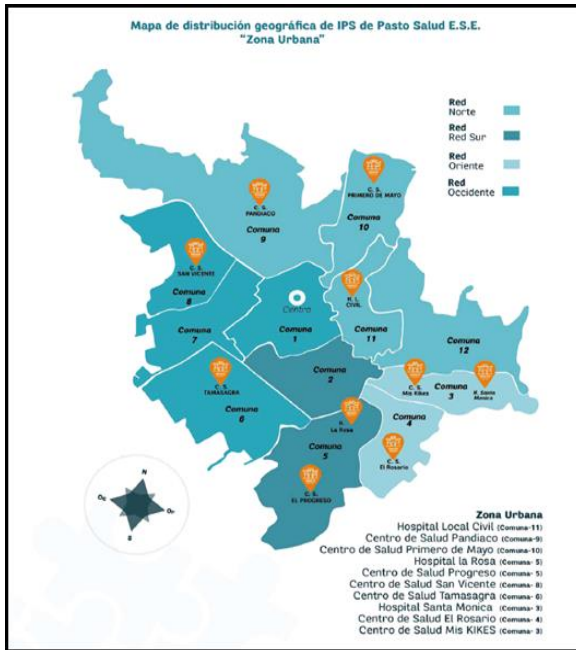 Mapa de distribución geográfica de IPS de Pasto Salud E.S.E.
"Zona Urbana"
Red
Norte
Red
Red Sur
Red
Oriente
Red
Occidente
C. S.
PANDIACO
Comuna
9
C. S.
PRIMERO DE MAYO
Comuna
10
C. S.
SAN VICENTE
Comuna
8
H. L.
CIVIL
Centro
Comuna
7
Comuna
1
Comuna
11
Comuna
12
Comuna
2
C. S.
TAMASAGRA
Comuna
6
C. S.
Mis Kikes
Comuna
3
H. Santa
Monica
Comuna
4
H.
La Rosa
Comuna
5
C. S.
El Rosario
C. S.
EL PROGRESO
N
Oc
Or
S
Zona Urbana
Hospital Local Civil (Comuna-11)
Centro de Salud Pandiaco (Comuna-9)
Centro de Salud Primero de Mayo (Comuna-10)
Hospital la Rosa (Comuna- 5)
Centro de Salud Progreso (Comuna- 5)
Centro de Salud San Vicente (Comuna- 8)
Centro de Salud Tamasagra (Comuna- 6)
Hospital Santa Monica (Comuna- 3)
Centro de Salud El Rosario (Comuna- 4)
Centro de Salud Mis KIKES (Comuna- 3)